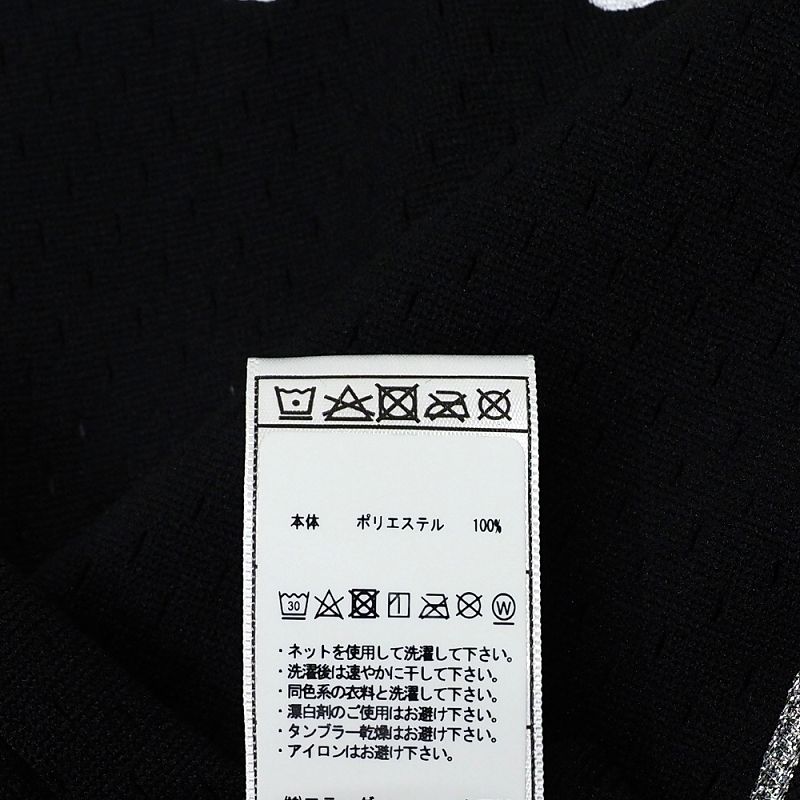 本体 ポリエステル 100%
30 W
・ネットを使用して洗濯して下さい。
・洗濯後は速やかに干して下さい。
・同色系の衣料と洗濯して下さい。
・漂白剤のご使用はお避け下さい。
・タンブラー乾燥はお避け下さい。
・アイロンはお避け下さい。